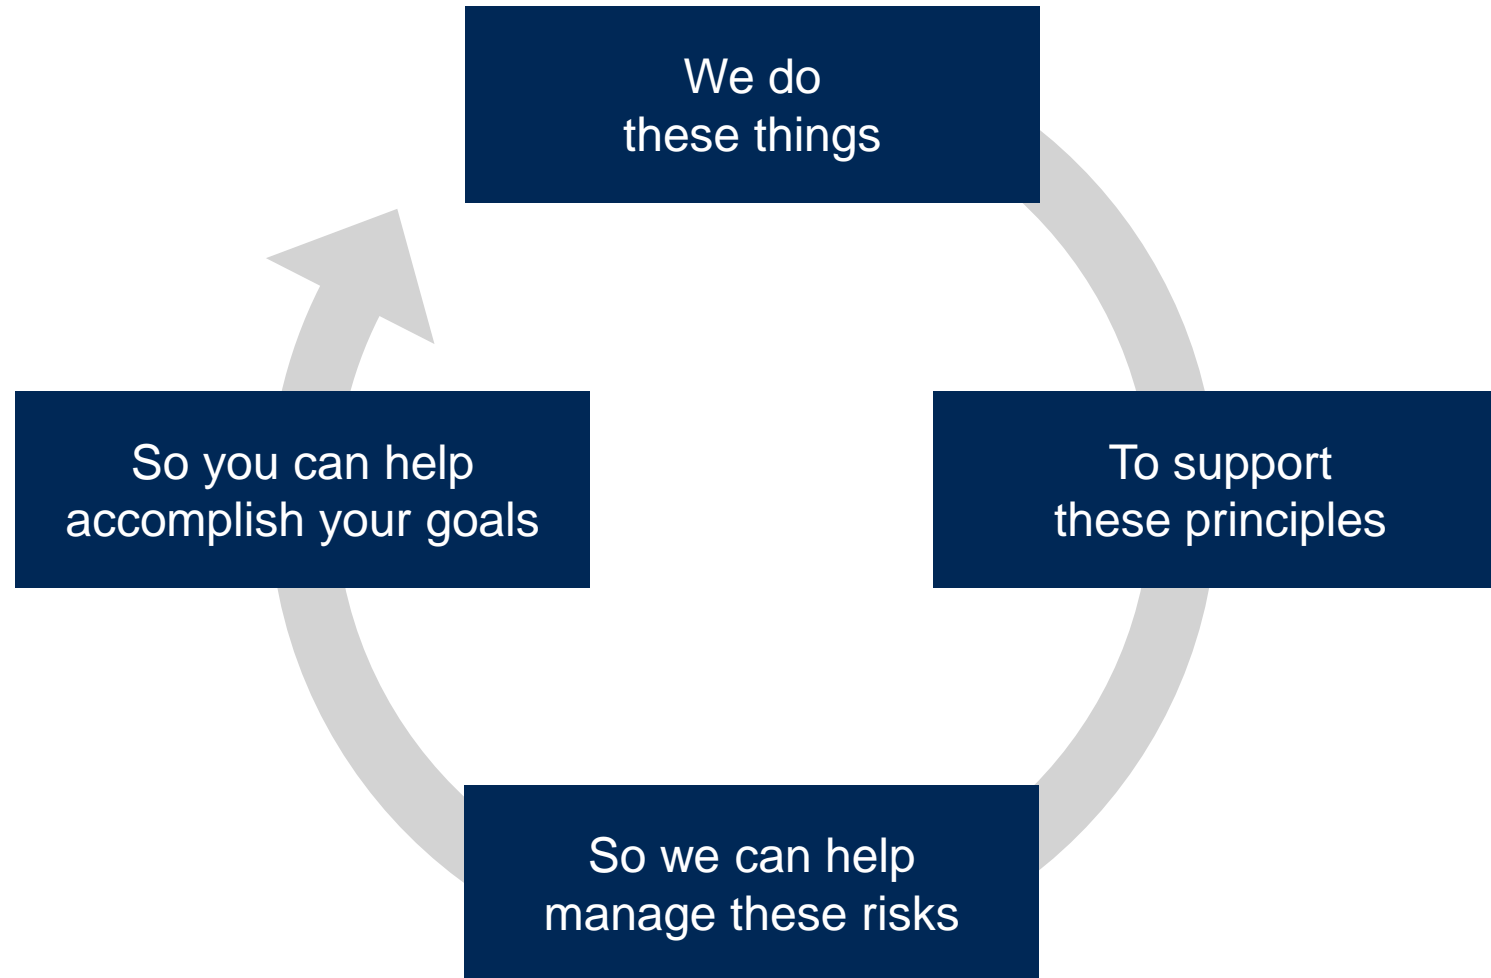 We do
these things
To support
these principles
So we can help
manage these risks
So you can help
accomplish your goals